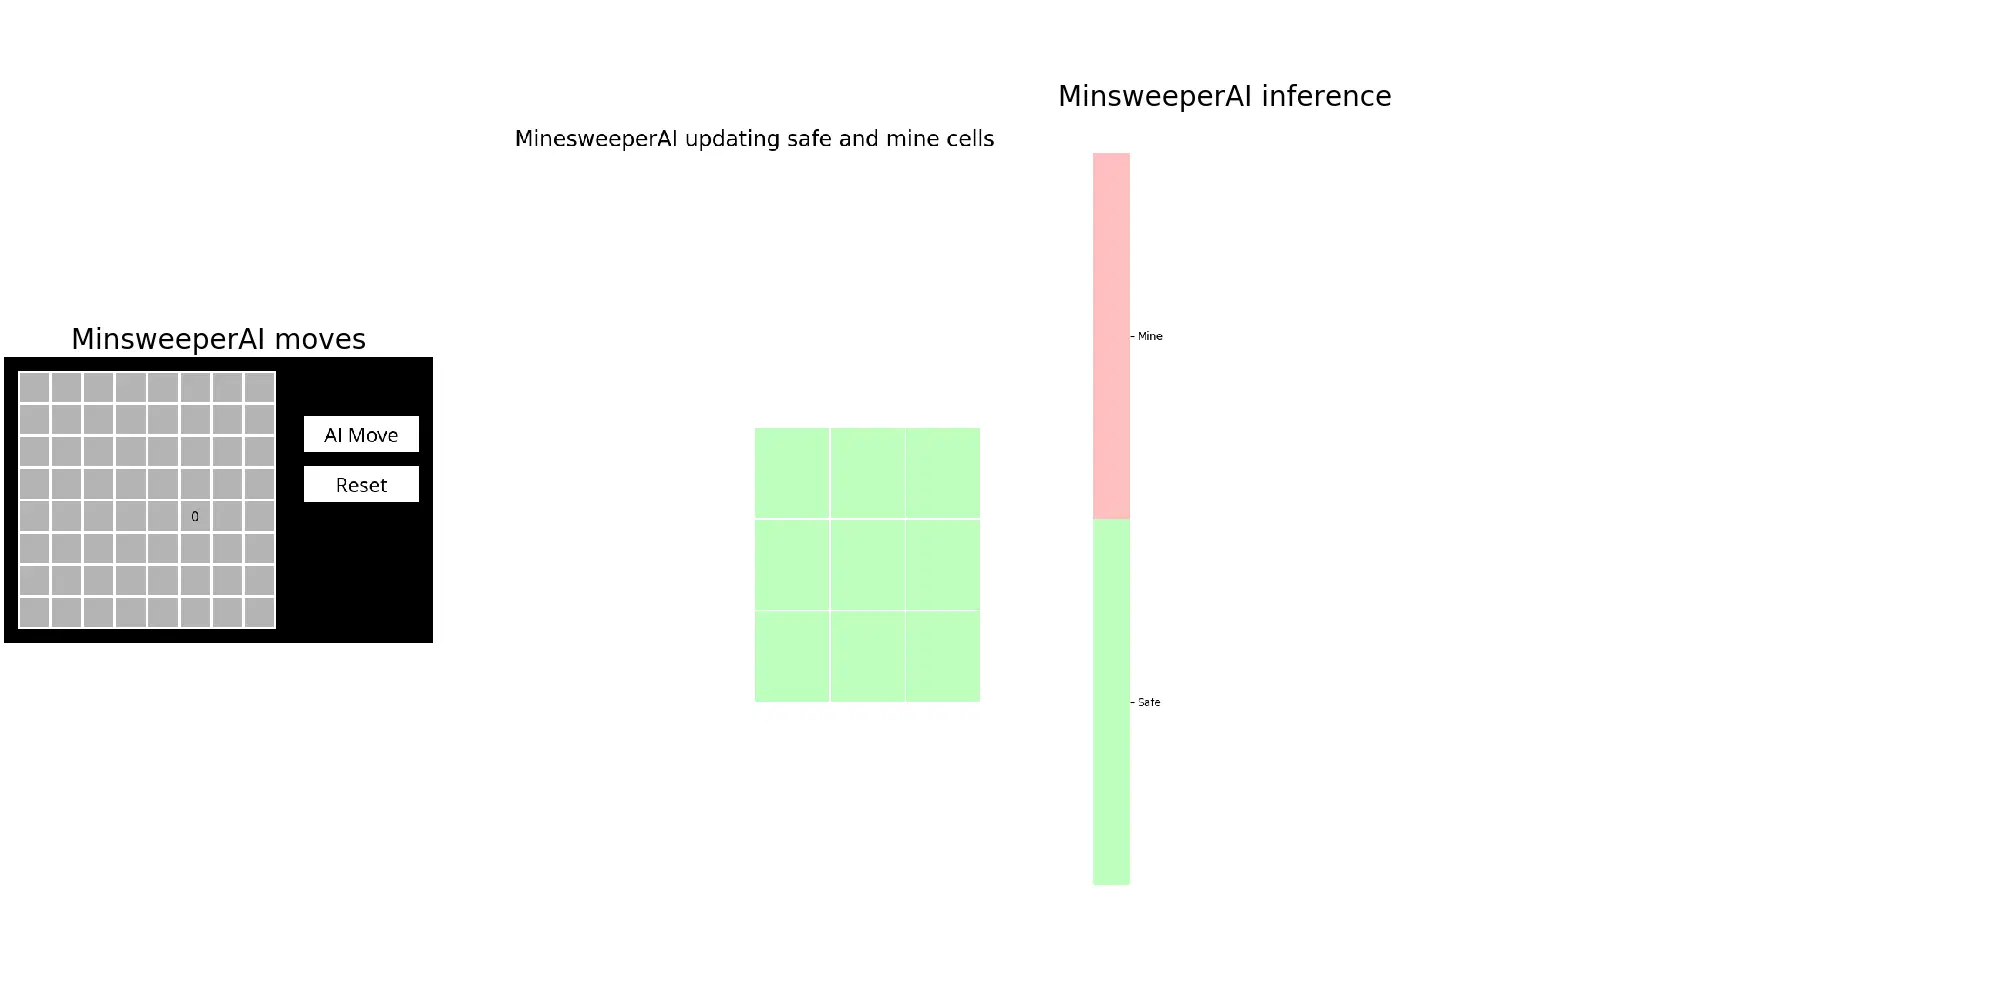 MinsweeperAI inference
MinesweeperAI updating safe and mine cells
MinsweeperAI moves
Mine
AI Move
Reset
0
Safe